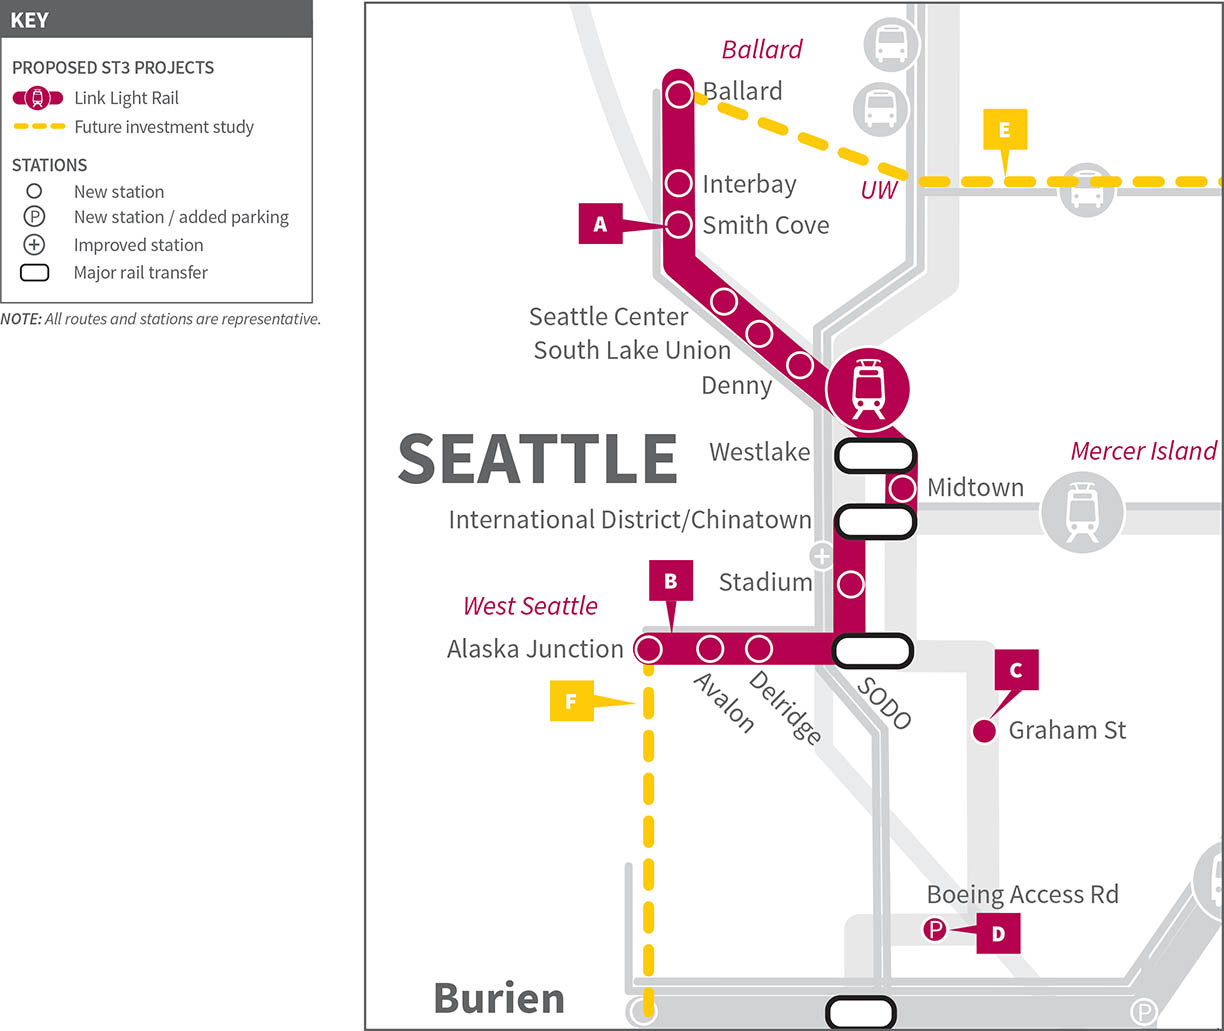 KEY
PROPOSED ST3 PROJECTS
Link Light Rail
Future investment study
STATIONS
New station
P
New station / added parking
Improved station
Major rail transfer
NOTE: All routes and stations are representative.
Ballard
Ballard
E
Interbay
UW
A
Smith Cove
Seattle Center
South Lake Union
Denny
SEATTLE
Westlake
Mercer Island
Midtown
International District/Chinatown
B
Stadium
West Seattle
Alaska Junction
C
F
Avalon
Delridge
SODO
Graham St
Boeing Access Rd
P
D
Burien
P